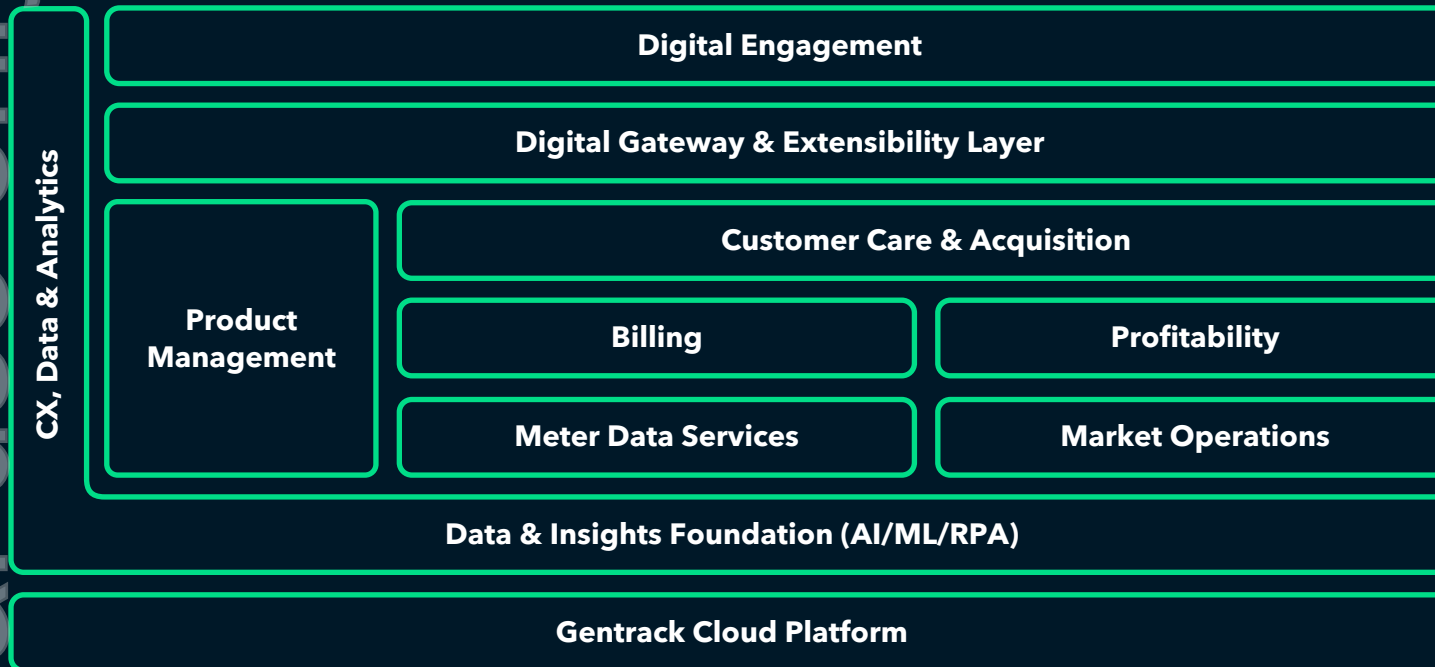 Digital Engagement
Digital Gateway & Extensibility Layer
CX, Data & Analytics
Product
Management
Customer Care & Acquisition
Billing
Profitability
Meter Data Services
Market Operations
Data & Insights Foundation (AI/ML/RPA)
Gentrack Cloud Platform